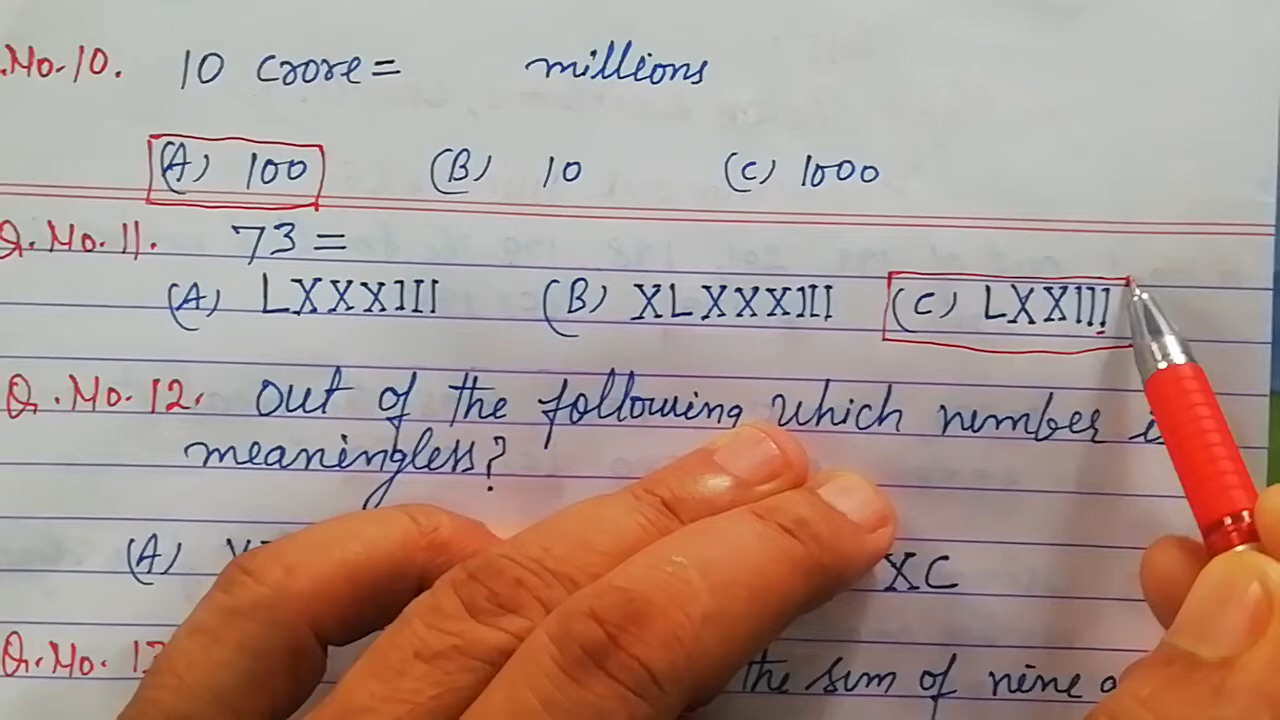 .No.10. 10 crore= millions
(A) 100 (B) 10 (C) 1000
Q.No.11. 73 =
(A) LXXXIII (B) XLXXXIII (C) LXXIII
Q.No.12. Out of the following which number
meaningless?
(A) XC
Q.No. the sum of nine